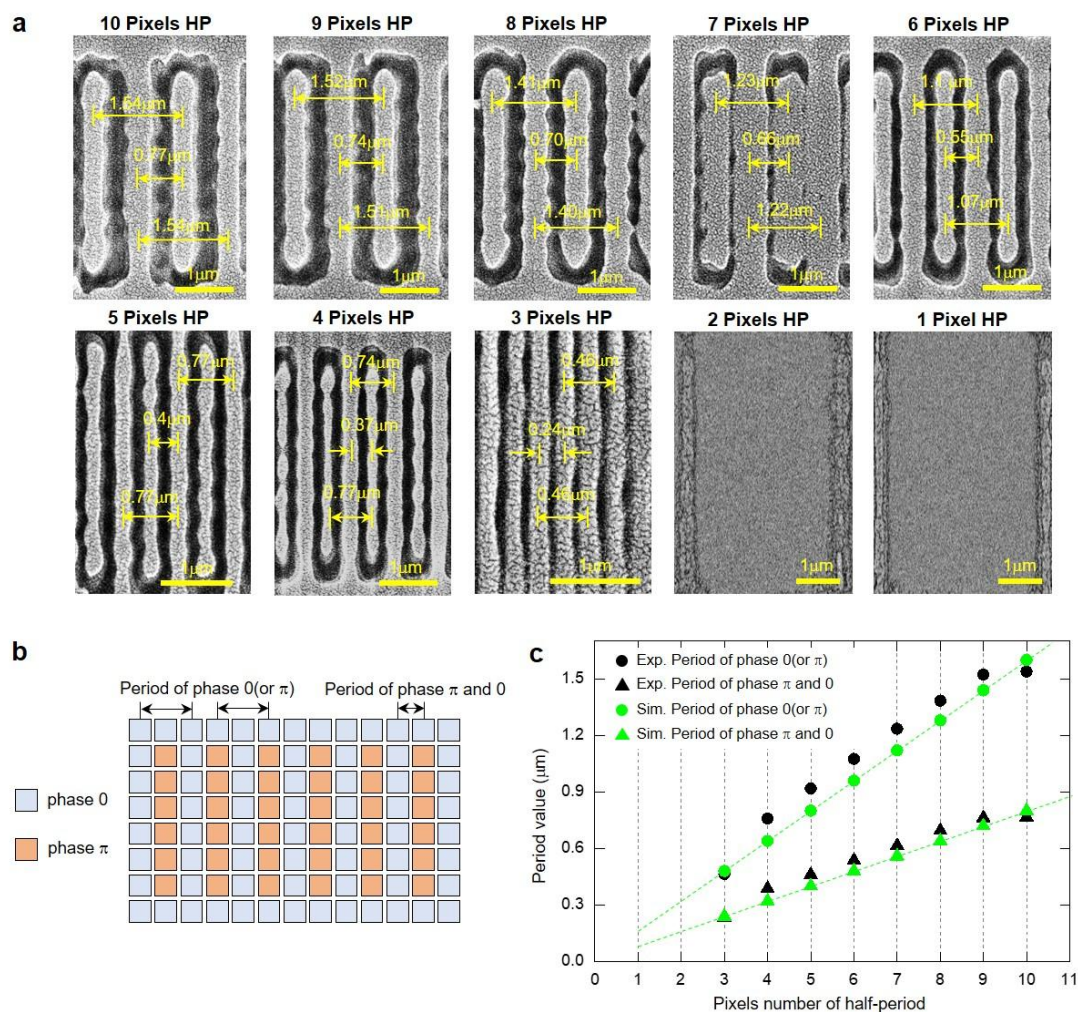 a
10 Pixels HP
9 Pixels HP
8 Pixels HP
7 Pixels HP
6 Pixels HP
1.54μm
0.77μm
1.54μm
1μm
1.52μm
0.74μm
1.51μm
1μm
1.41μm
0.70μm
1.40μm
1μm
1.23μm
0.66μm
1.22μm
1μm
1.1 μm
0.55μm
1.07μm
1μm
5 Pixels HP
4 Pixels HP
3 Pixels HP
2 Pixels HP
1 Pixel HP
0.77μm
0.4μm
0.77μm
1μm
0.74μm
0.37μm
0.77μm
1μm
0.46μm
0.24μm
0.46μm
1μm
1μm
1μm
b
Period of phase 0(or π)
Period of phase π and 0
phase 0
phase π
c
Exp. Period of phase 0(or π)
Exp. Period of phase π and 0
Sim. Period of phase 0(or π)
Sim. Period of phase π and 0
Period value (μm)
1.5
1.2
0.9
0.6
0.3
0.0
0 1 2 3 4 5 6 7 8 9 10 11
Pixels number of half-period